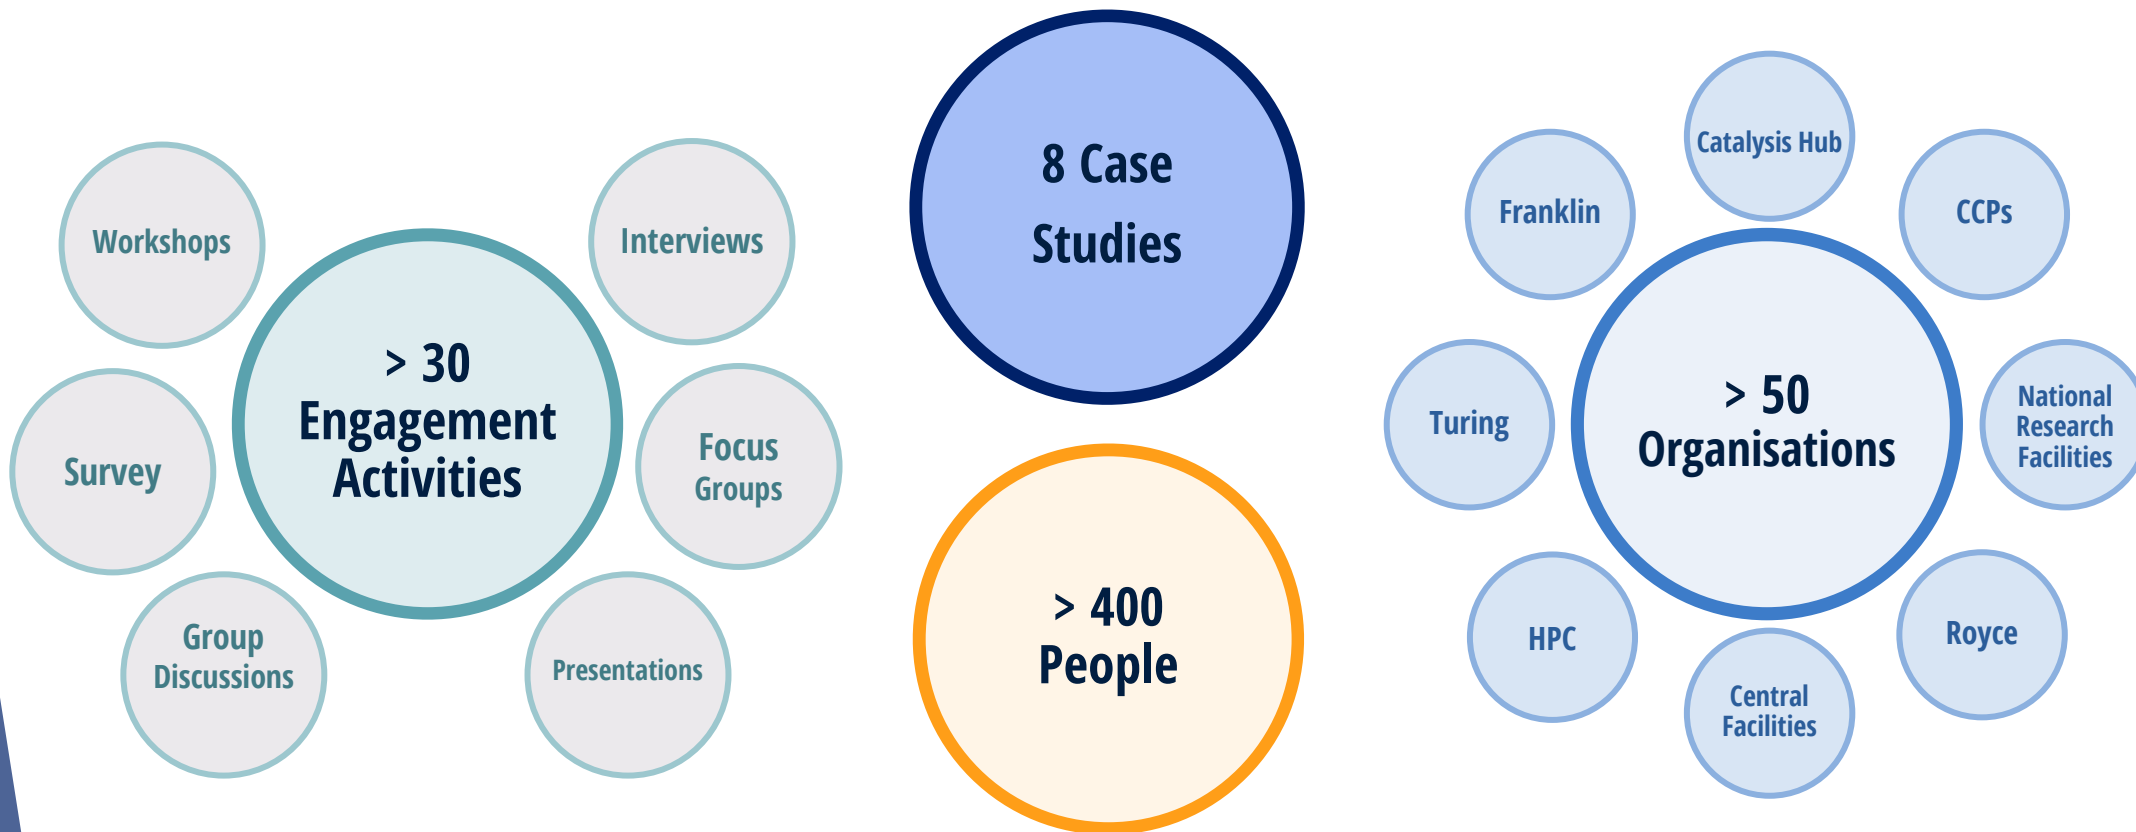 Workshops
Interviews
> 30
Engagement
Activities
Survey
Focus
Groups
Group
Discussions
Presentations
8 Case
Studies
> 400
People
Catalysis Hub
Franklin
CCPs
Turing
> 50
Organisations
National
Research
Facilities
HPC
Royce
Central
Facilities